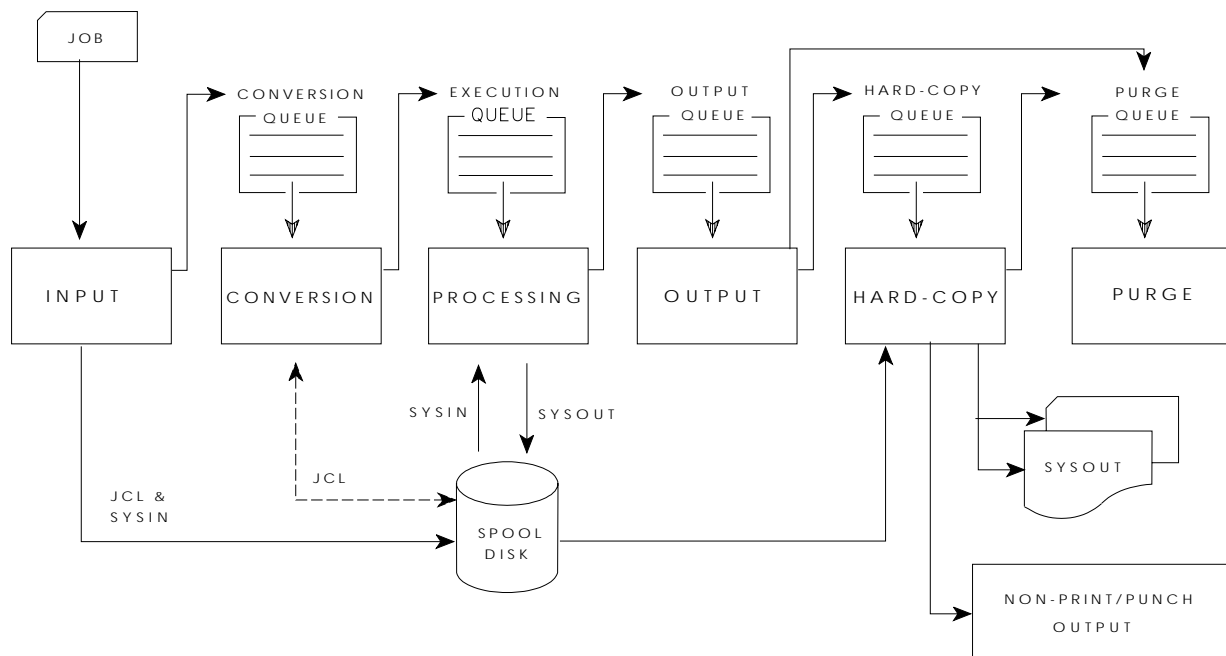 JOB
CONVERSION
QUEUE
EXECUTION
QUEUE
OUTPUT
QUEUE
HARD-COPY
QUEUE
PURGE
QUEUE
INPUT
CONVERSION
PROCESSING
OUTPUT
HARD-COPY
PURGE
SYSIN
SYSOUT
JCL
JCL &
SYSIN
SPOOL
DISK
SYSOUT
NON-PRINT/PUNCH
OUTPUT